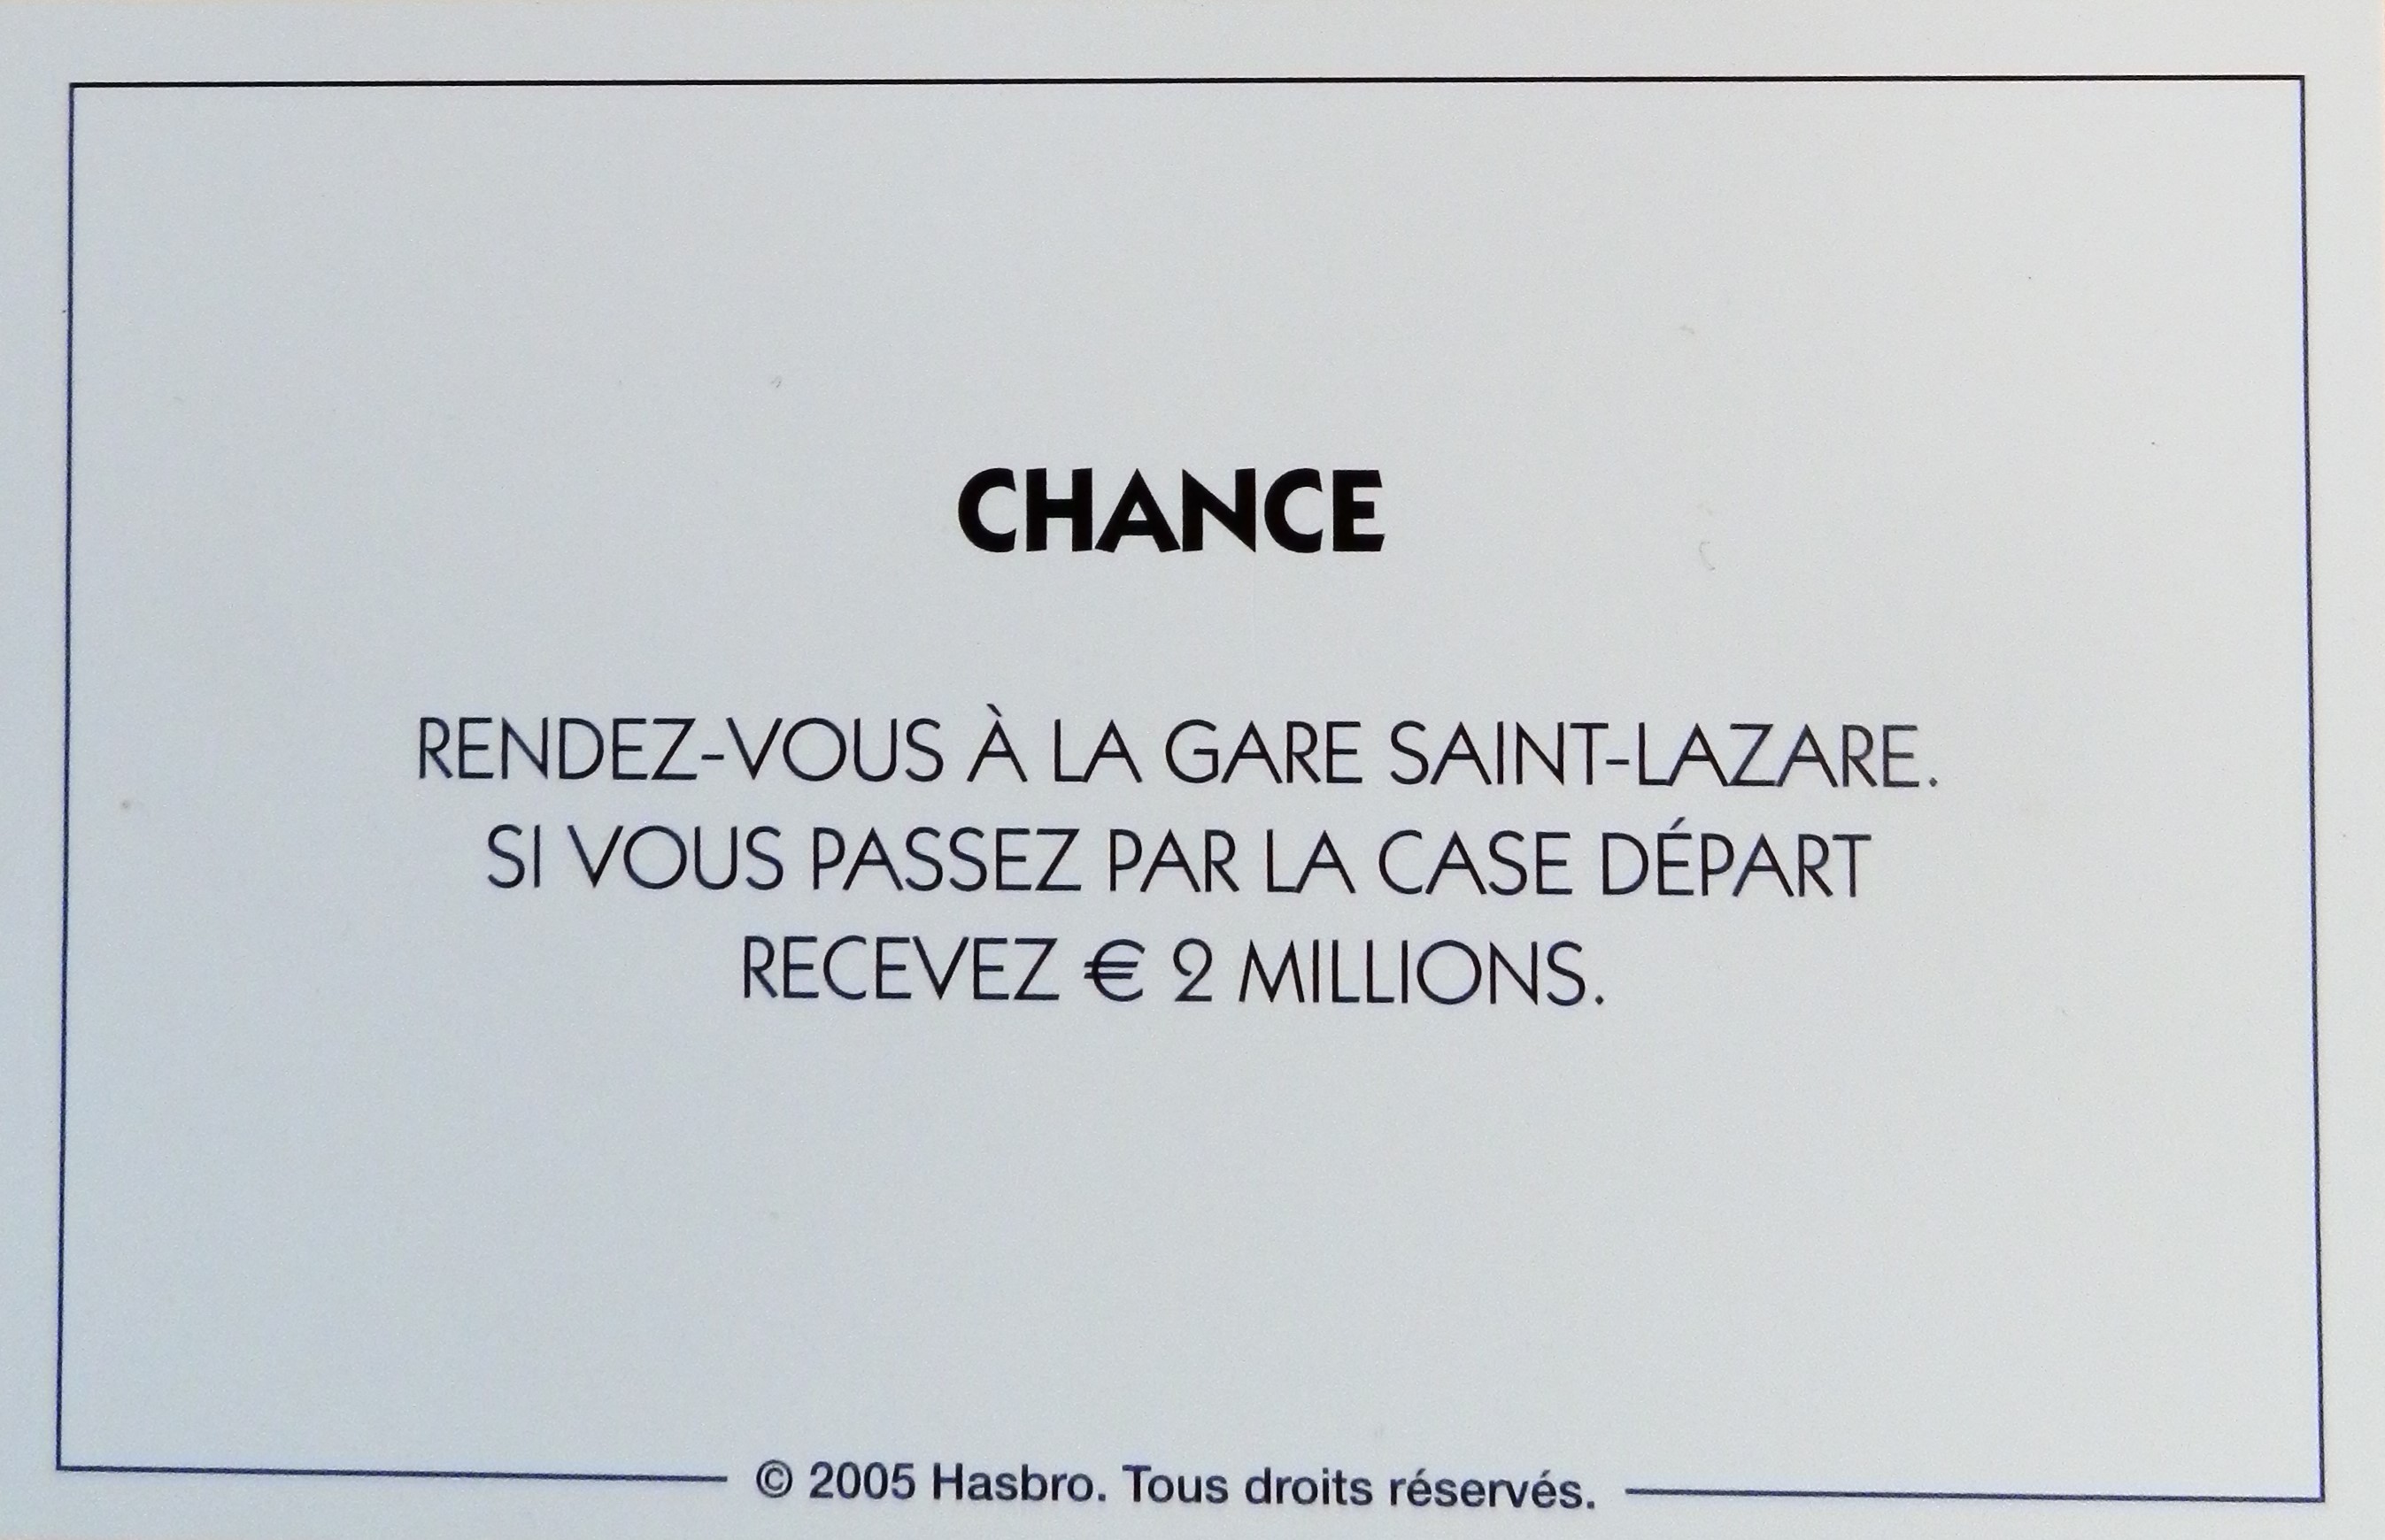 CHANCE
RENDEZ-VOUS À LA GARE SAINT-LAZARE.
SI VOUS PASSEZ PAR LA CASE DÉPART
RECEVEZ € 2 MILLIONS.
© 2005 Hasbro. Tous droits réservés.